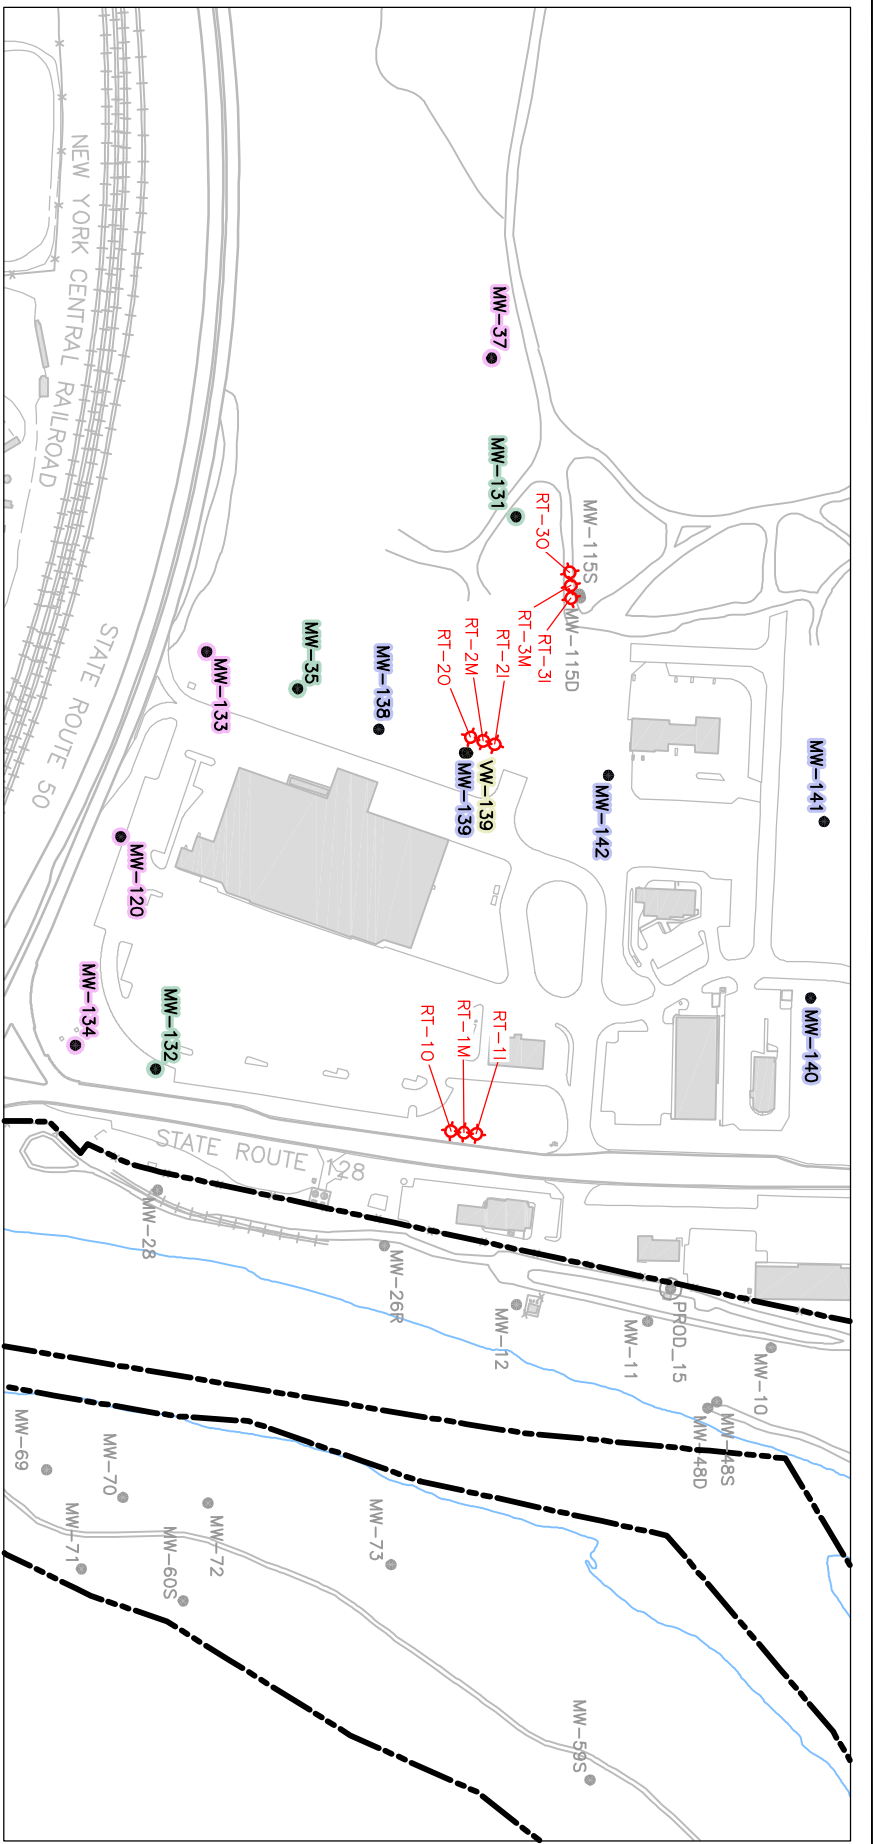 NEW YORK CENTRAL RAILROAD
STATE ROUTE 50
STATE ROUTE 128
MW-37
MW-131
MW-115S
MW-115D
RT-3O
RT-3M
RT-3I
RT-2I
RT-2M
RT-2O
MW-35
MW-138
MW-133
VW-139
MW-139
MW-142
MW-141
MW-120
MW-134
MW-132
MW-140
RT-1I
RT-1M
RT-1O
MW-28
MW-26R
MW-12
MW-11
PROD_15
MW-10
MW-48S
MW-48D
MW-69
MW-70
MW-71
MW-72
MW-60S
MW-73
MW-59S